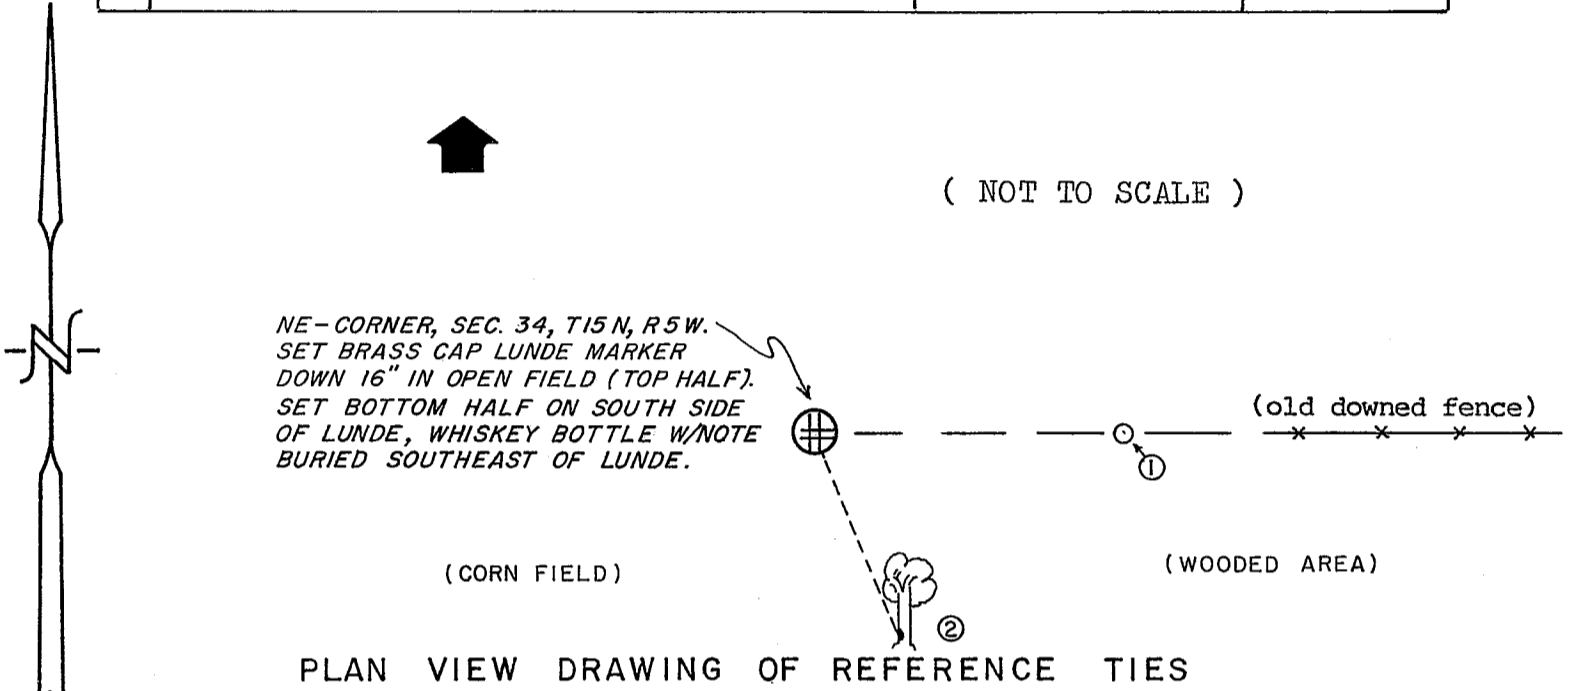 ( NOT TO SCALE )
NE-CORNER, SEC. 34, T15N, R5W.
SET BRASS CAP LUNDE MARKER
DOWN 16" IN OPEN FIELD (TOP HALF).
SET BOTTOM HALF ON SOUTH SIDE
OF LUNDE, WHISKEY BOTTLE W/NOTE
BURIED SOUTHEAST OF LUNDE.
N
(old downed fence)
1
(CORN FIELD)
(WOODED AREA)
2
PLAN VIEW DRAWING OF REFERENCE TIES